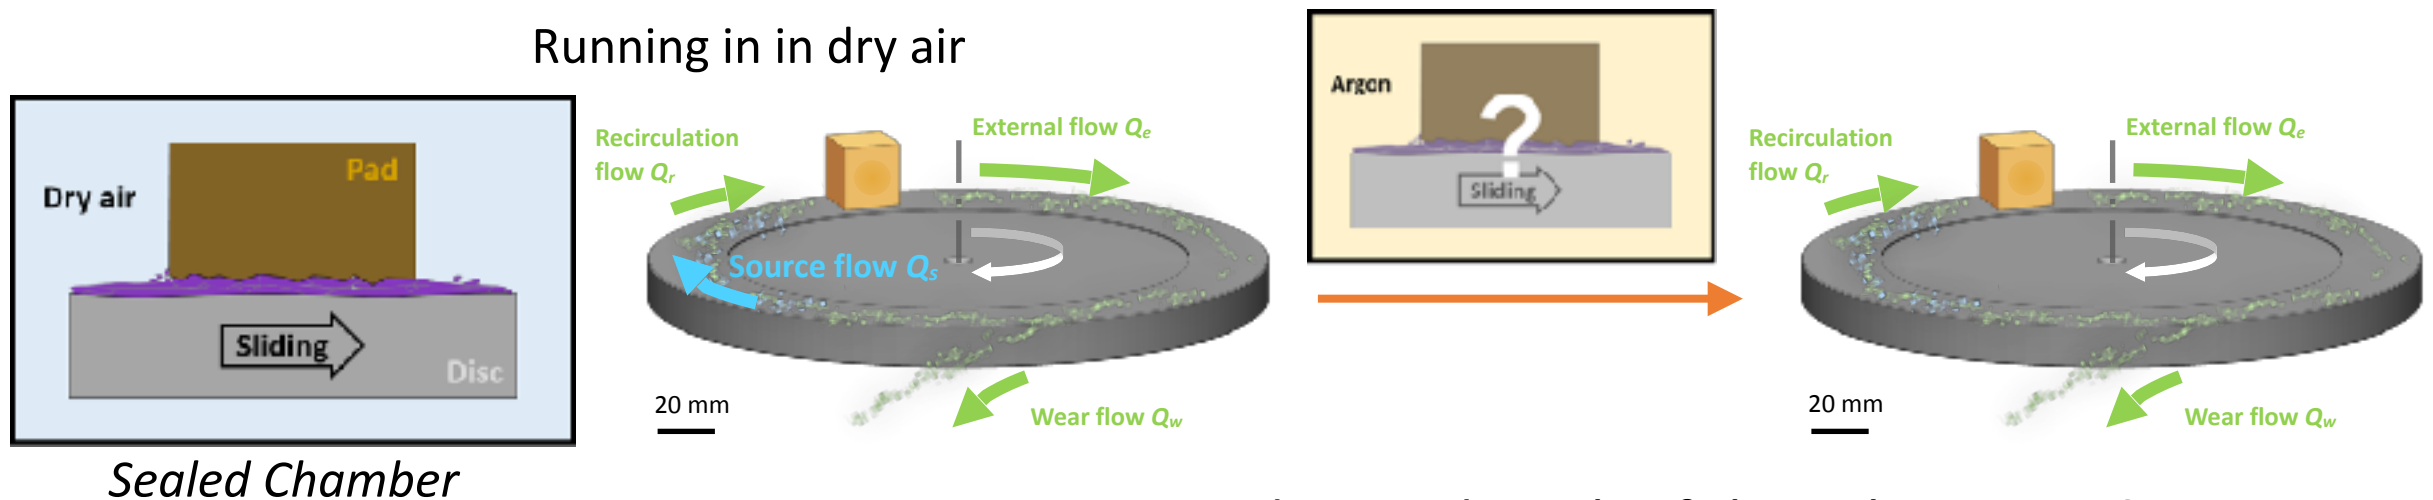 Running in in dry air
Dry air
Pad
Sliding
Disc
Sealed Chamber
Recirculation
flow Qr
External flow Qe
Source flow Qs
Wear flow Qw
20 mm
Argon
?
Sliding
Recirculation
flow Qr
External flow Qe
Wear flow Qw
20 mm